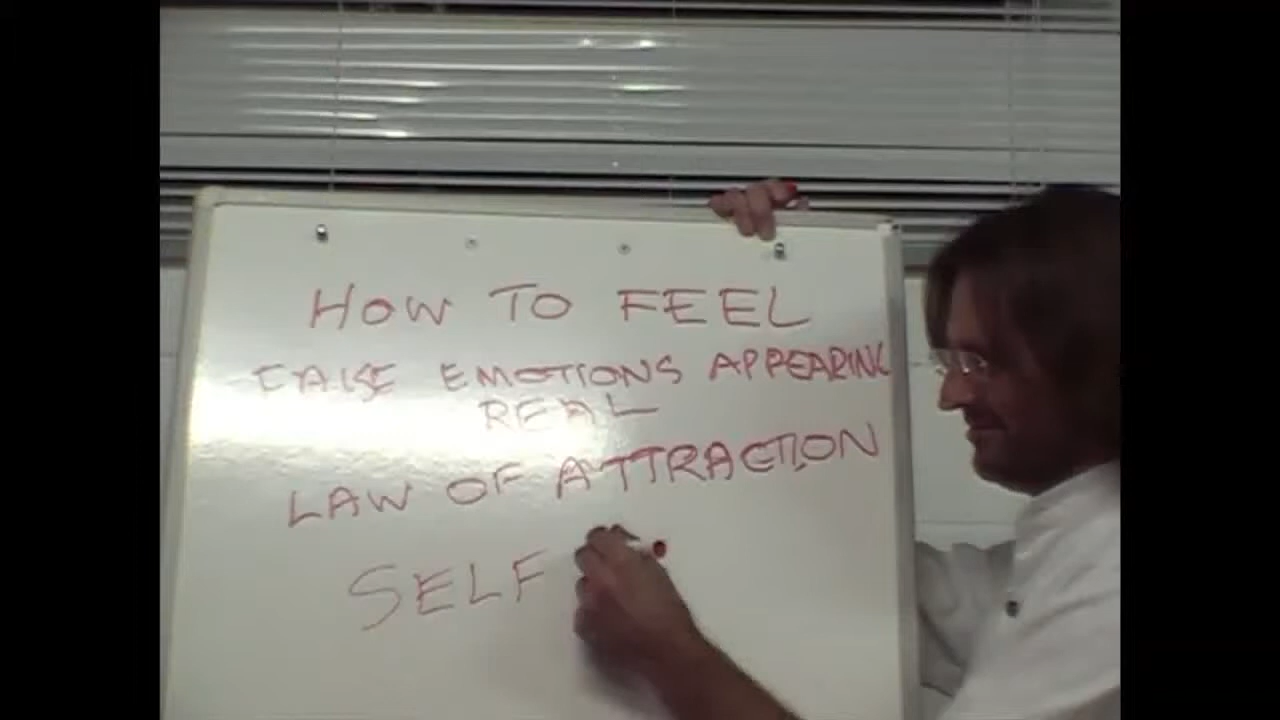 HOW TO FEEL
FALSE EMOTIONS APPEARING
REAL
LAW OF ATTRACTION
SELF